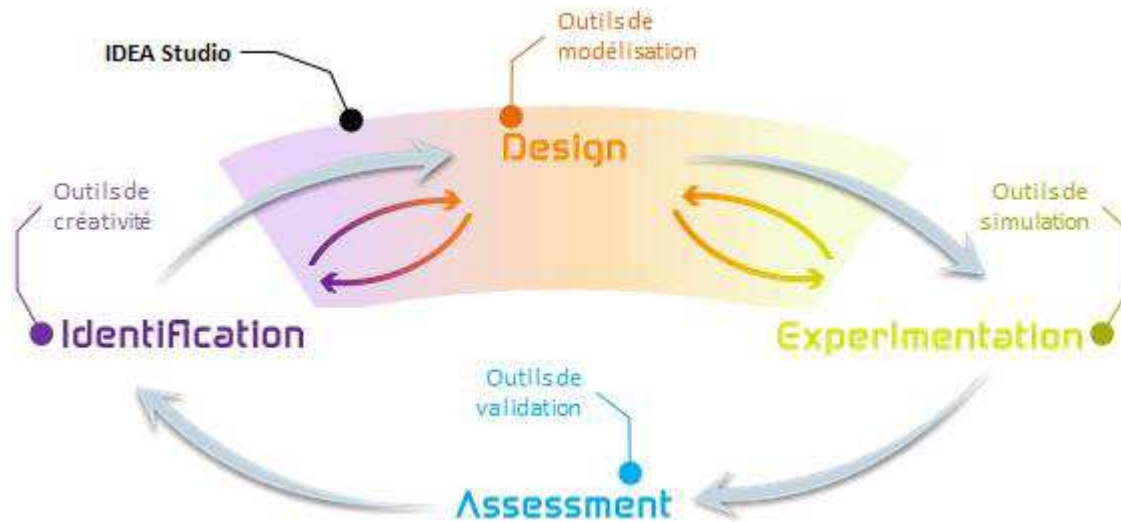 Outils de
modélisation
IDEA Studio
Design
Outils de
créativité
Outils de
simulation
Identification
Experimentation
Outils de
validation
Assessment